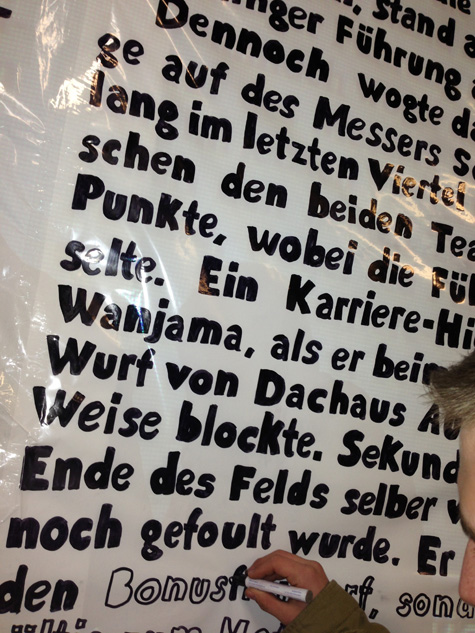 Stand
Dennoch wogte
ge auf des Messers
lang im letzten Viertel
schen den beiden
Punkte, wobei die
selte. Ein Karriere-Hi
Wanjama, als er bei
Wurf von Dachaus
Weise blockte. Sekund
Ende des Felds selber
noch gefoult wurde. Er
den Bonus